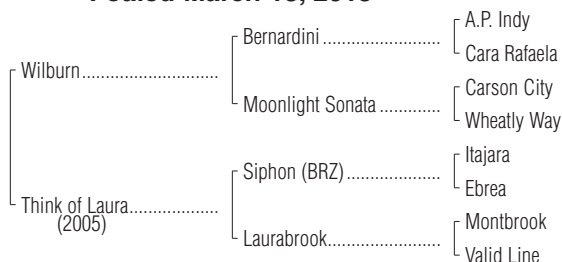 A.P. Indy
Bernardini........................
Cara Rafaela
Wilburn...............................
Carson City
Moonlight Sonata.............
Wheatly Way
Itajara
Siphon (BRZ)....................
Ebrea
Think of Laura....................
(2005)
Montbrook
Laurabrook........................
Valid Line